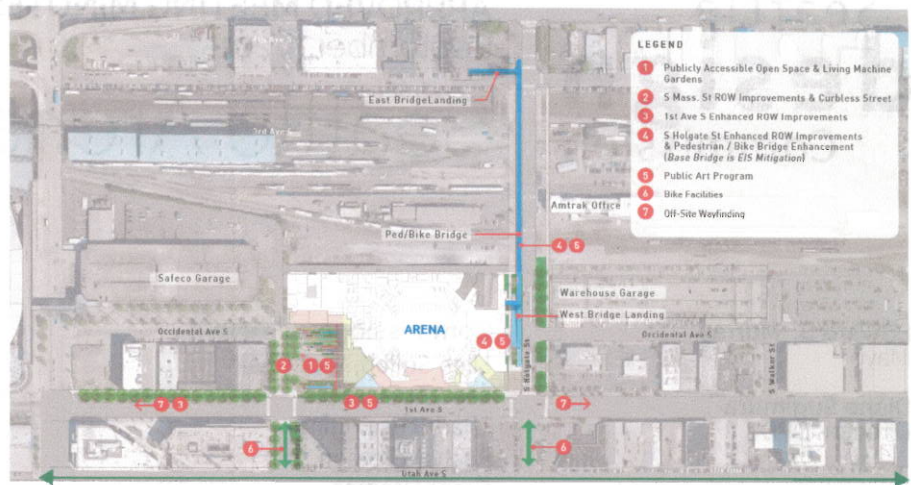 4th Ave S
LEGEND
1 Publicly Accessible Open Space & Living Machine
Gardens
2 S Mass. St ROW Improvements & Curbless Street
3 1st Ave S Enhanced ROW Improvements
4 S Holgate St Enhanced ROW Improvements
& Pedestrian / Bike Bridge Enhancement
(Base Bridge is EIS Mitigation)
5 Public Art Program
6 Bike Facilities
7 Off-Site Wayfinding
East BridgeLanding
3rd Ave S
Amtrak Office
Ped/Bike Bridge
4 5
Safeco Garage
Warehouse Garage
West Bridge Landing
Occidental Ave S
ARENA
Occidental Ave S
4 5
2
1 5
S Holgate St
S Walker St
7 3
3 5
1st Ave S
7
6
6
Utah Ave S